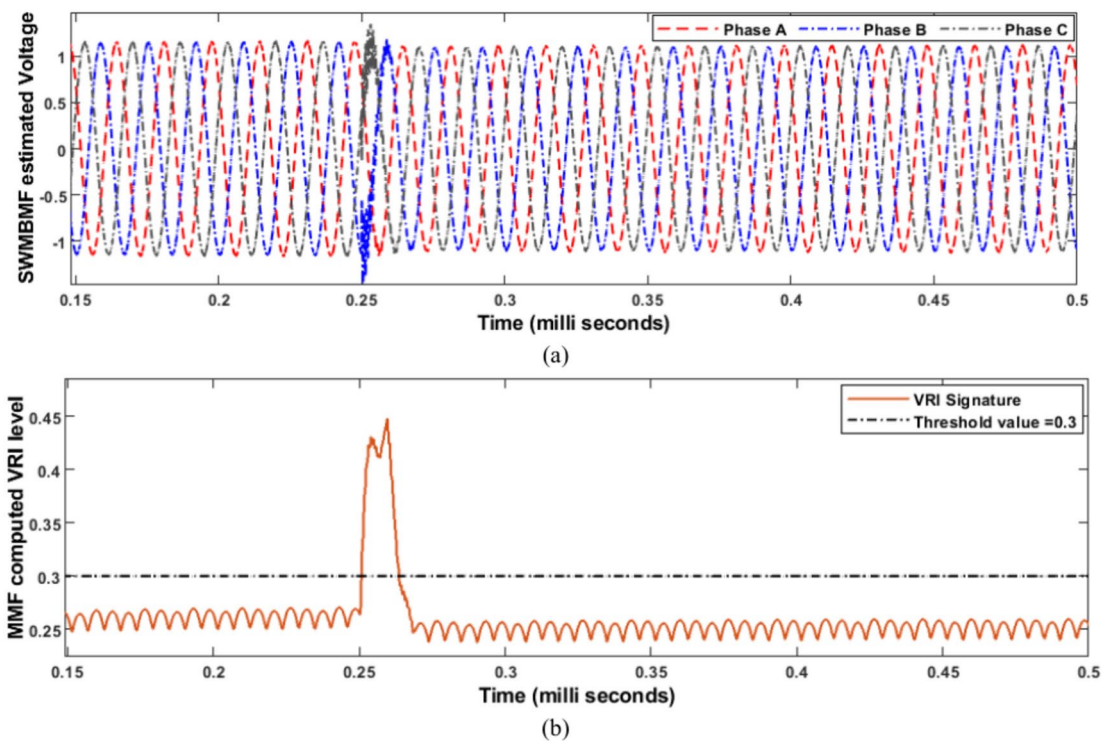 Phase A Phase B Phase C
SWMBMF estimated Voltage
1
0.5
0
-0.5
-1
0.15 0.2 0.25 0.3 0.35 0.4 0.45 0.5
Time (milli seconds)
(a)
VRI Signature
Threshold value =0.3
MMF computed VRI level
0.45
0.4
0.35
0.3
0.25
0.15 0.2 0.25 0.3 0.35 0.4 0.45 0.5
Time (milli seconds)
(b)